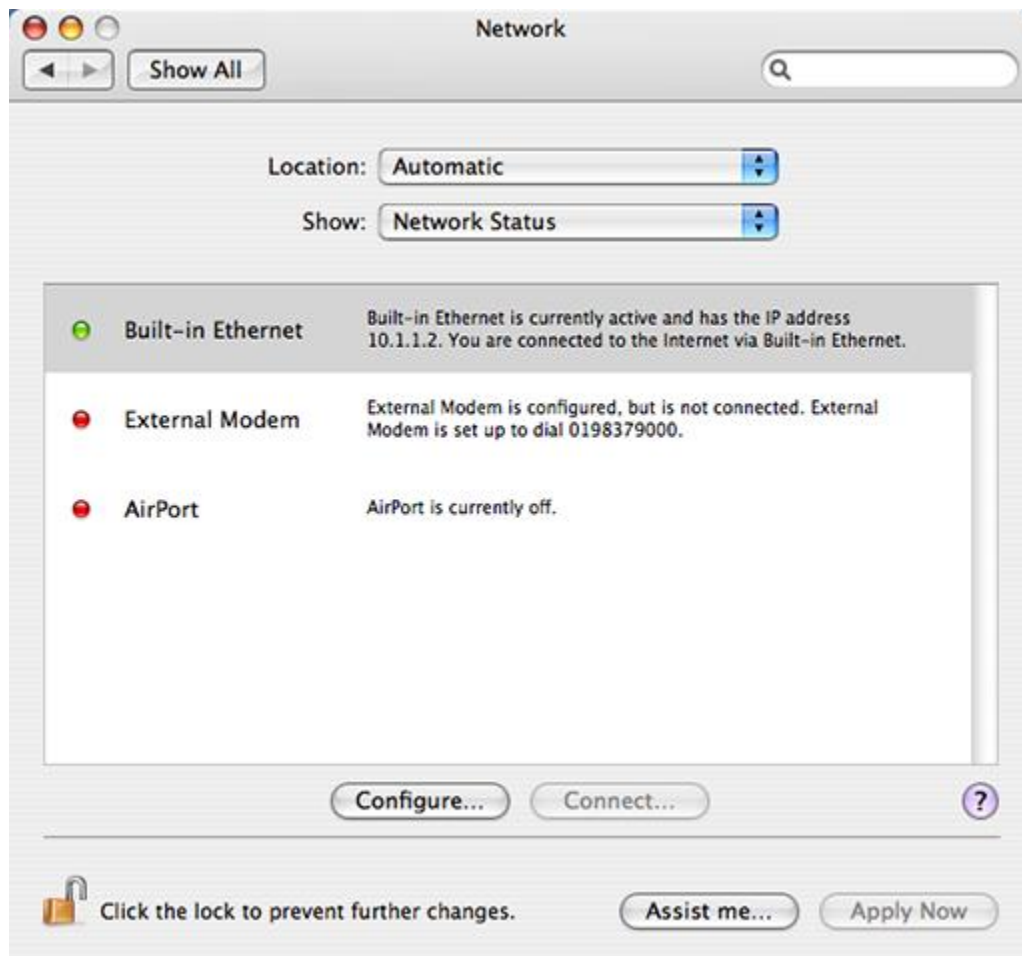 Network
Show All
Location: Automatic
Show: Network Status
Built-in Ethernet
Built-in Ethernet is currently active and has the IP address
10.1.1.2. You are connected to the Internet via Built-in Ethernet.
External Modem
External Modem is configured, but is not connected. External
Modem is set up to dial 0198379000.
AirPort
AirPort is currently off.
Configure...
Connect...
?
Click the lock to prevent further changes.
Assist me...
Apply Now